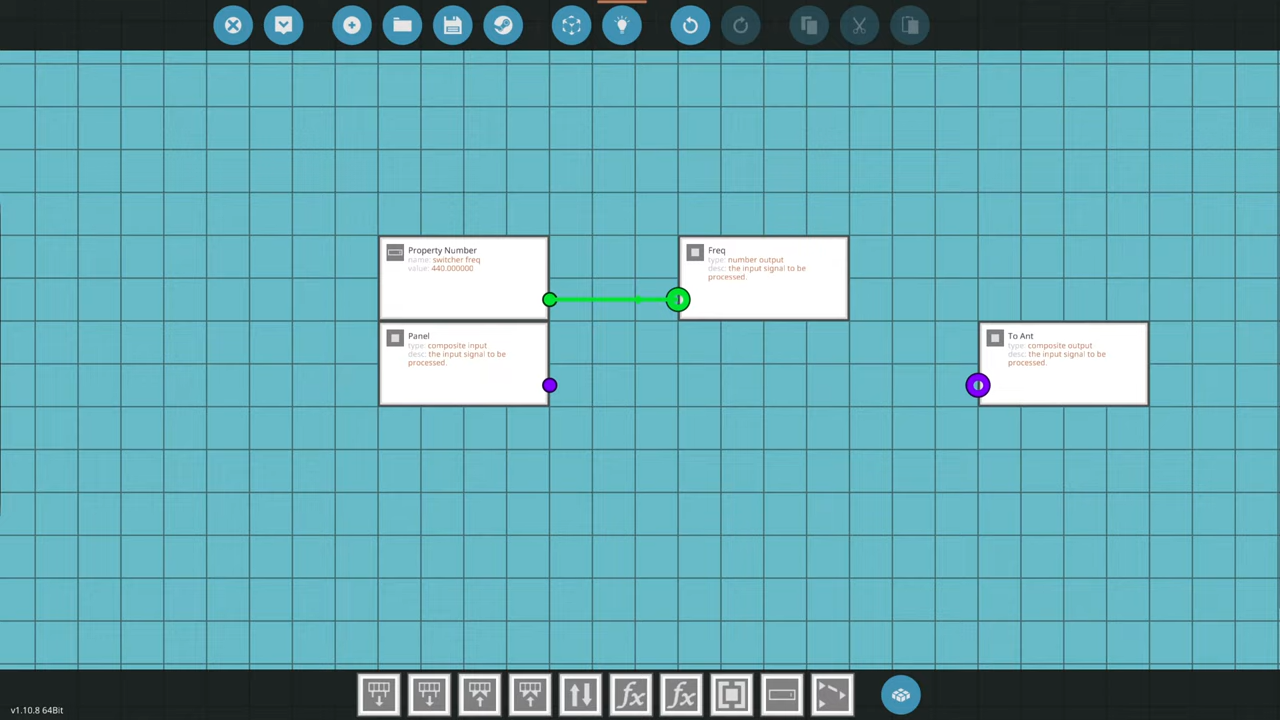 Property Number
name: switcher freq
value: 440.000000
Freq
type: number output
desc: the input signal to be
processed.
Panel
type: composite input
desc: the input signal to be
processed.
To Ant
type: composite output
desc: the input signal to be
processed.
fx
fx
v1.10.8 64Bit